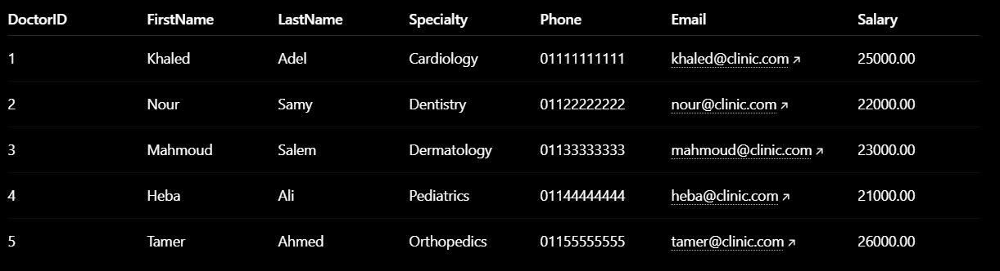 DoctorID FirstName LastName Specialty Phone Email Salary
1 Khaled Adel Cardiology 01111111111 khaled@clinic.com ↗ 25000.00
2 Nour Samy Dentistry 01122222222 nour@clinic.com ↗ 22000.00
3 Mahmoud Salem Dermatology 01133333333 mahmoud@clinic.com ↗ 23000.00
4 Heba Ali Pediatrics 01144444444 heba@clinic.com ↗ 21000.00
5 Tamer Ahmed Orthopedics 01155555555 tamer@clinic.com ↗ 26000.00